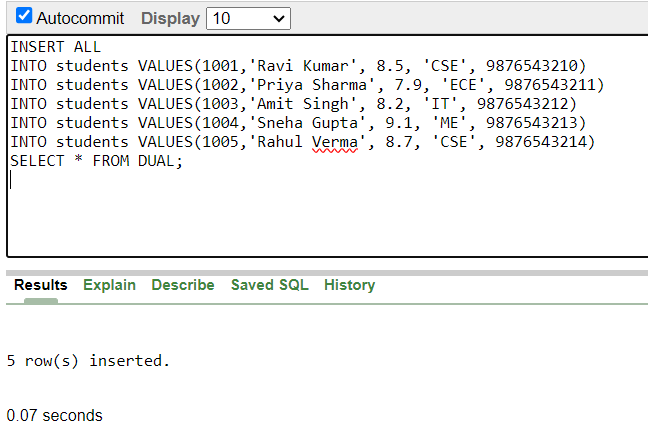 Autocommit Display 10
INSERT ALL
INTO students VALUES(1001,'Ravi Kumar', 8.5, 'CSE', 9876543210)
INTO students VALUES(1002,'Priya Sharma', 7.9, 'ECE', 9876543211)
INTO students VALUES(1003,'Amit Singh', 8.2, 'IT', 9876543212)
INTO students VALUES(1004,'Sneha Gupta', 9.1, 'ME', 9876543213)
INTO students VALUES(1005,'Rahul Verma', 8.7, 'CSE', 9876543214)
SELECT * FROM DUAL;
Results Explain Describe Saved SQL History
5 row(s) inserted.
0.07 seconds